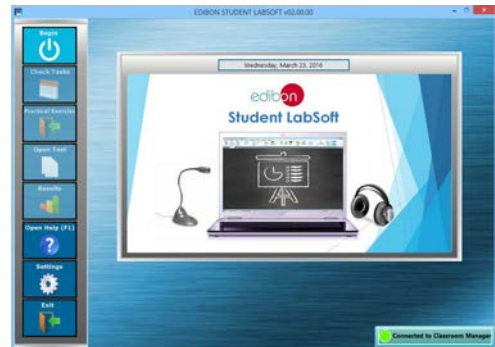 EDIBON STUDENT LABSOFT v02.00.00
Begin
Check Tasks
Practical Exercise
Open Test
Results
Open Help (F1)
Settings
Exit
Wednesday, March 23, 2016
edibon
Student LabSoft
Connected to Classroom Manager